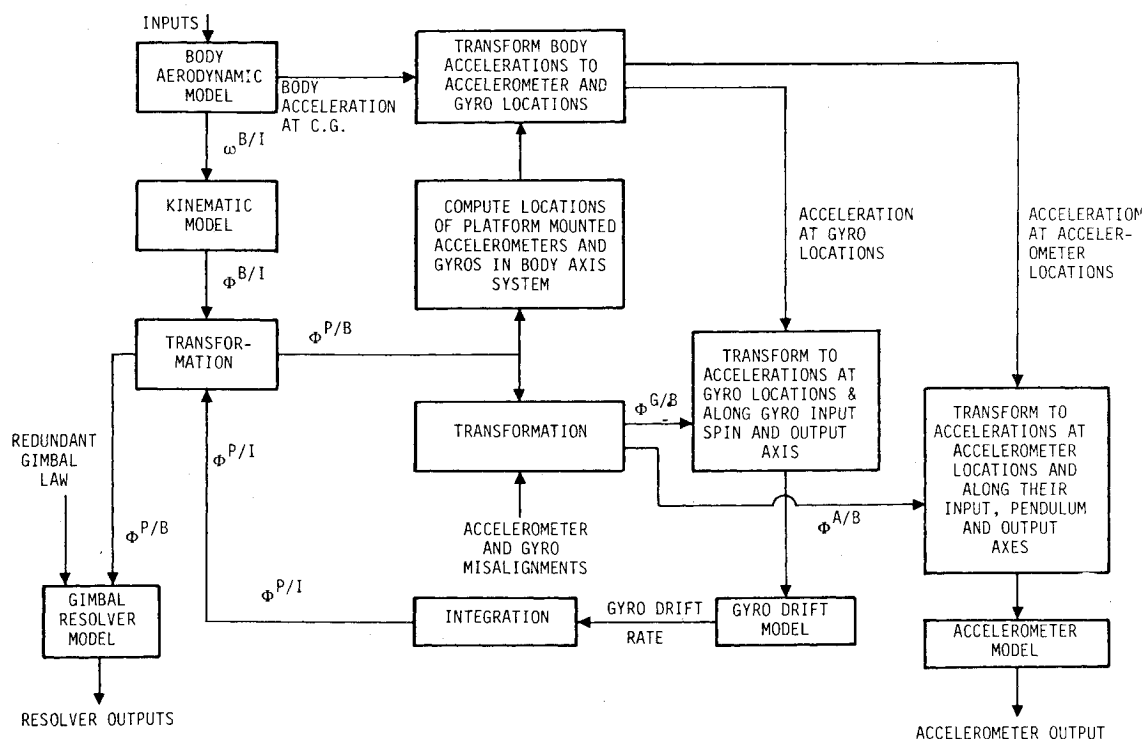 INPUTS
BODY
AERODYNAMIC
MODEL
BODY
ACCELERATION
AT C.G.
TRANSFORM BODY
ACCELERATIONS TO
ACCELEROMETER AND
GYRO LOCATIONS
ω^B/I
KINEMATIC
MODEL
COMPUTE LOCATIONS
OF PLATFORM MOUNTED
ACCELEROMETERS AND
GYROS IN BODY AXIS
SYSTEM
ACCELERATION
AT GYRO
LOCATIONS
ACCELERATION
AT ACCELER-
OMETER
LOCATIONS
Φ^B/I
TRANSFOR-
MATION
Φ^P/B
TRANSFORM TO
ACCELERATIONS AT
GYRO LOCATIONS &
ALONG GYRO INPUT
SPIN AND OUTPUT
AXIS
Φ^G/B
TRANSFORMATION
TRANSFORM TO
ACCELERATIONS AT
ACCELEROMETER
LOCATIONS AND
ALONG THEIR
INPUT, PENDULUM
AND OUTPUT
AXES
REDUNDANT
GIMBAL
LAW
Φ^P/I
Φ^A/B
Φ^P/B
ACCELEROMETER
AND GYRO
MISALIGNMENTS
Φ^P/I
GIMBAL
RESOLVER
MODEL
INTEGRATION
GYRO DRIFT
RATE
GYRO DRIFT
MODEL
ACCELEROMETER
MODEL
RESOLVER OUTPUTS
ACCELEROMETER OUTPUT